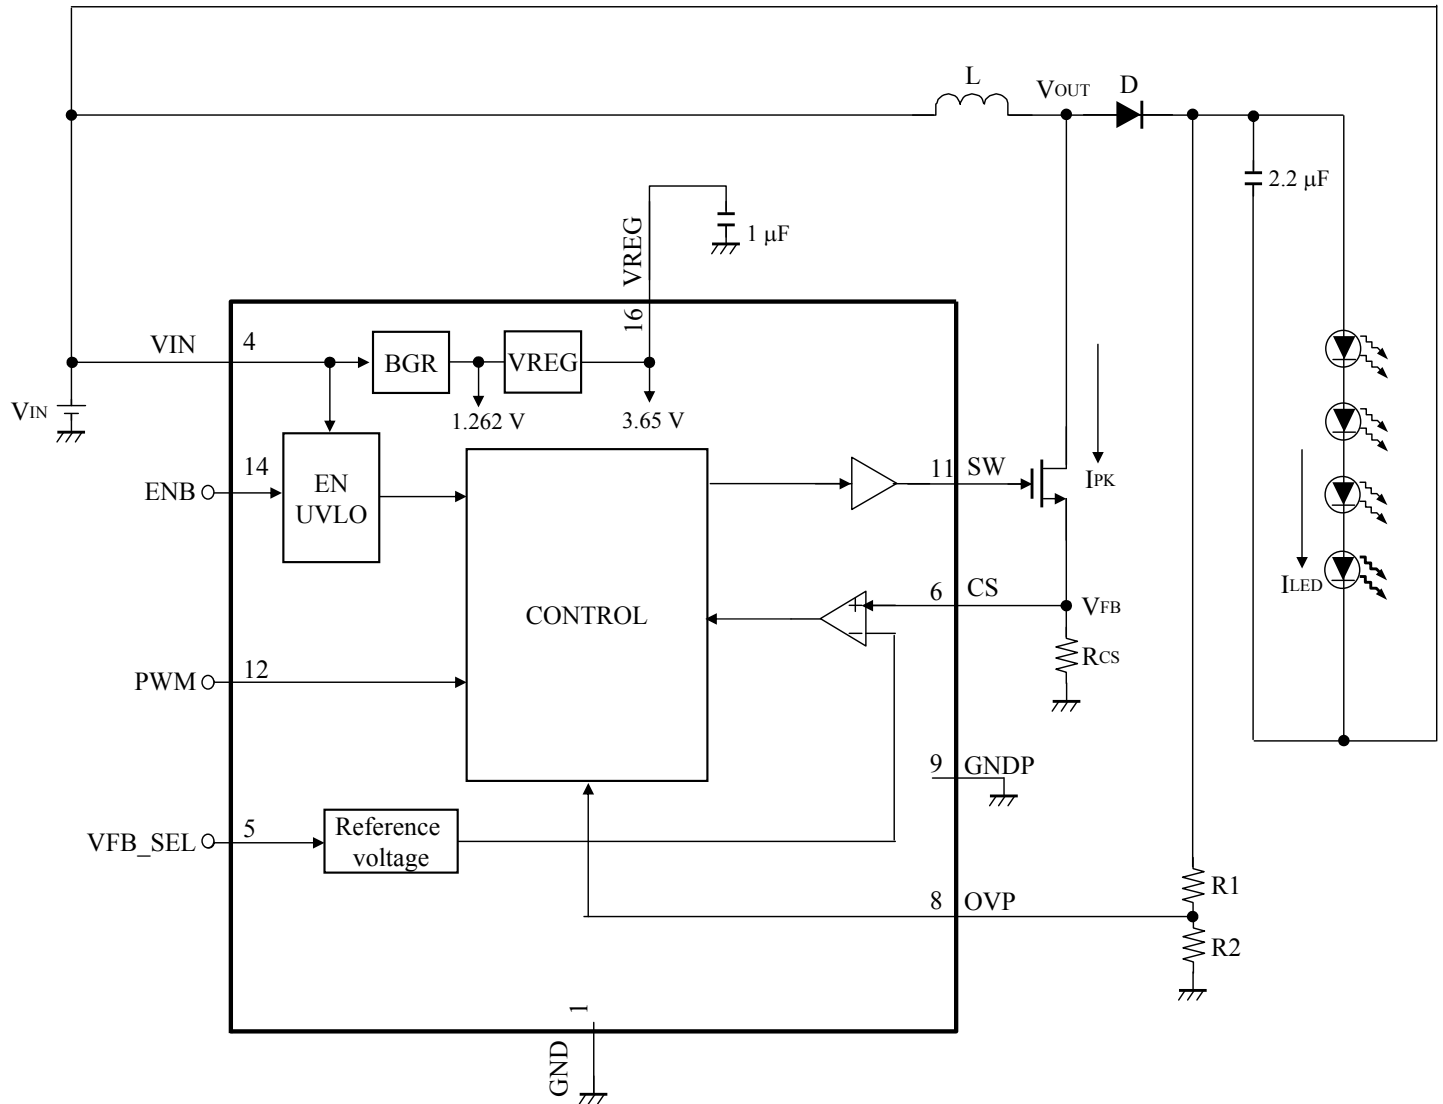 L
VOUT
D
2.2 μF
1 μF
VREG
16
VIN
4
BGR
VREG
1.262 V
3.65 V
VIN
14
ENB
EN
UVLO
11
SW
IPK
ILED
CONTROL
6
CS
VFB
RCS
PWM
12
9
GNDP
VFB_SEL
5
Reference
voltage
8
OVP
R1
R2
1
GND